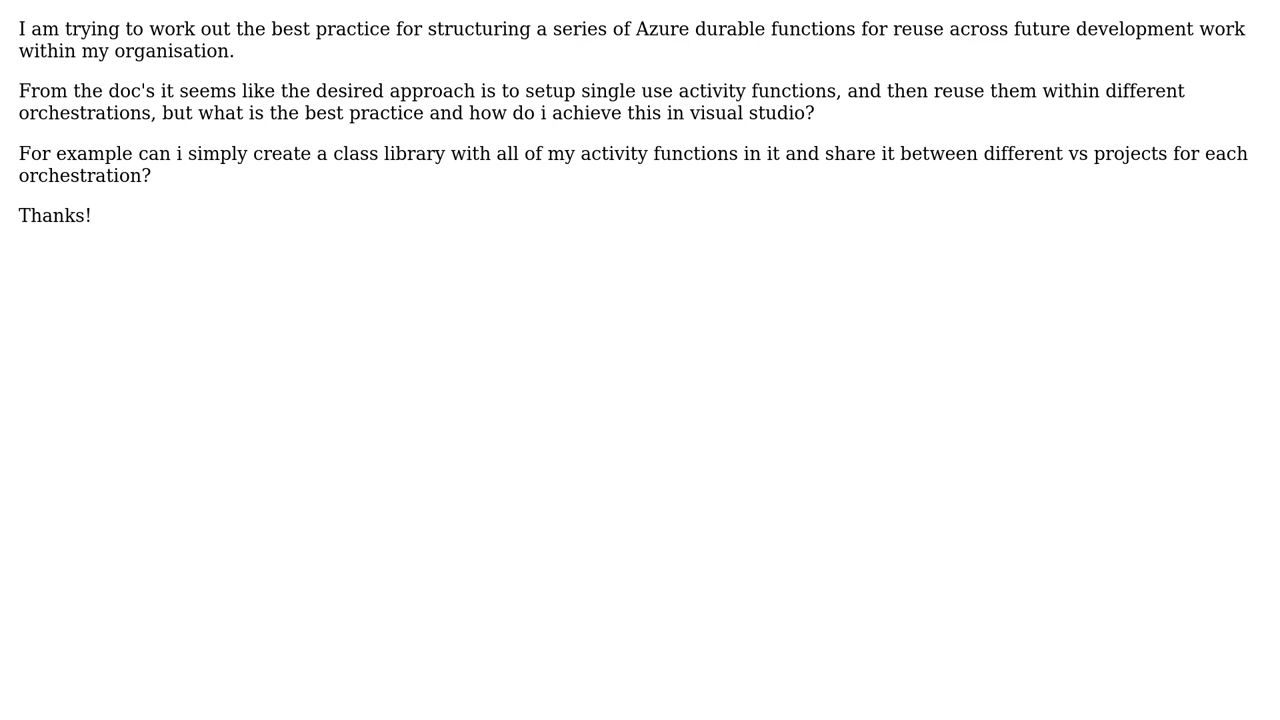 I am trying to work out the best practice for structuring a series of Azure durable functions for reuse across future development work
within my organisation.
From the doc's it seems like the desired approach is to setup single use activity functions, and then reuse them within different
orchestrations, but what is the best practice and how do i achieve this in visual studio?
For example can i simply create a class library with all of my activity functions in it and share it between different vs projects for each
orchestration?
Thanks!